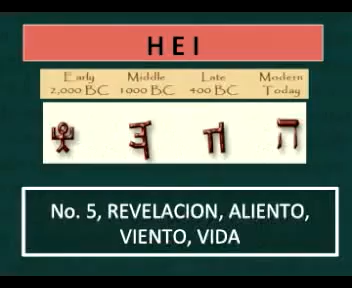 HEI
Early Middle Late Modern
2,000 BC 1000 BC 400 BC Today
ה
No. 5, REVELACION, ALIENTO,
VIENTO, VIDA